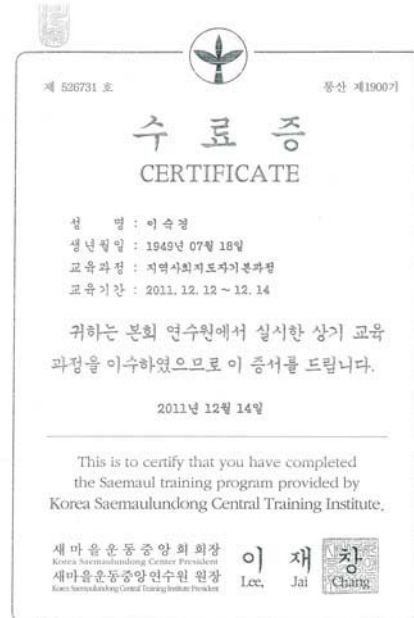 제 526731 호
통산 제1900기
수 료 증
CERTIFICATE
성 명 : 이숙경
생년월일 : 1949년 07월 18일
교육과정 : 지역사회지도자기본과정
교육기간 : 2011. 12. 12 ~ 12. 14
귀하는 본회 연수원에서 실시한 상기 교육
과정을 이수하였으므로 이 증서를 드립니다.
2011년 12월 14일
This is to certify that you have completed
the Saemaul training program provided by
Korea Saemaulundong Central Training Institute.
새마을운동중앙회 회장
Korea Saemaulundong Center President
새마을운동중앙연수원 원장
Korea Saemaulundong Central Training Institute President
이 재 창
Lee, Jai Chang